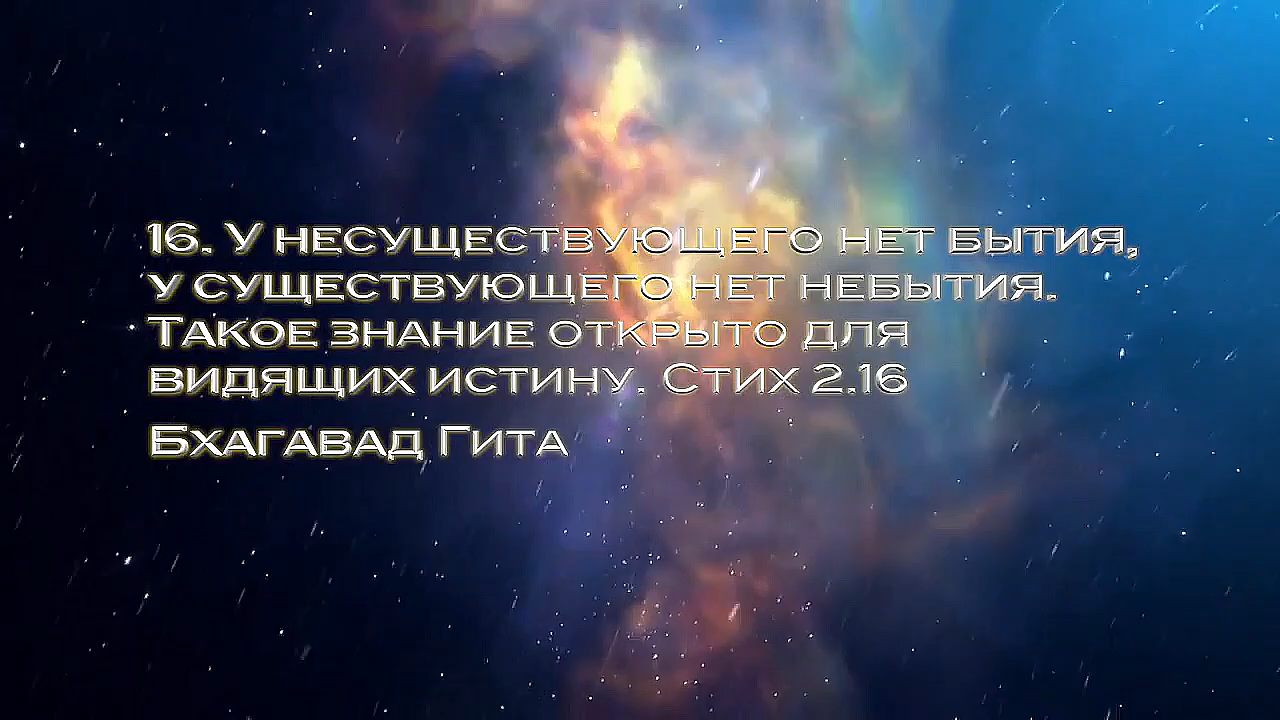 16. У несуществующего нет бытия,
у существующего нет небытия.
Такое знание открыто для
видящих истину. Стих 2.16
Бхагавад Гита